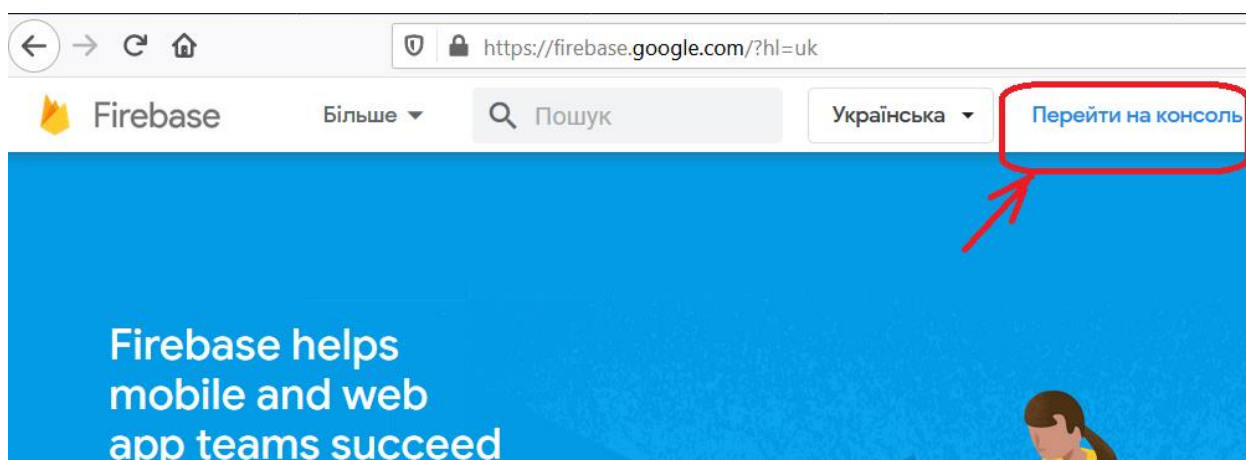 https://firebase.google.com/?hl=uk
Firebase Більше Пошук Українська Перейти на консоль
Firebase helps
mobile and web
app teams succeed